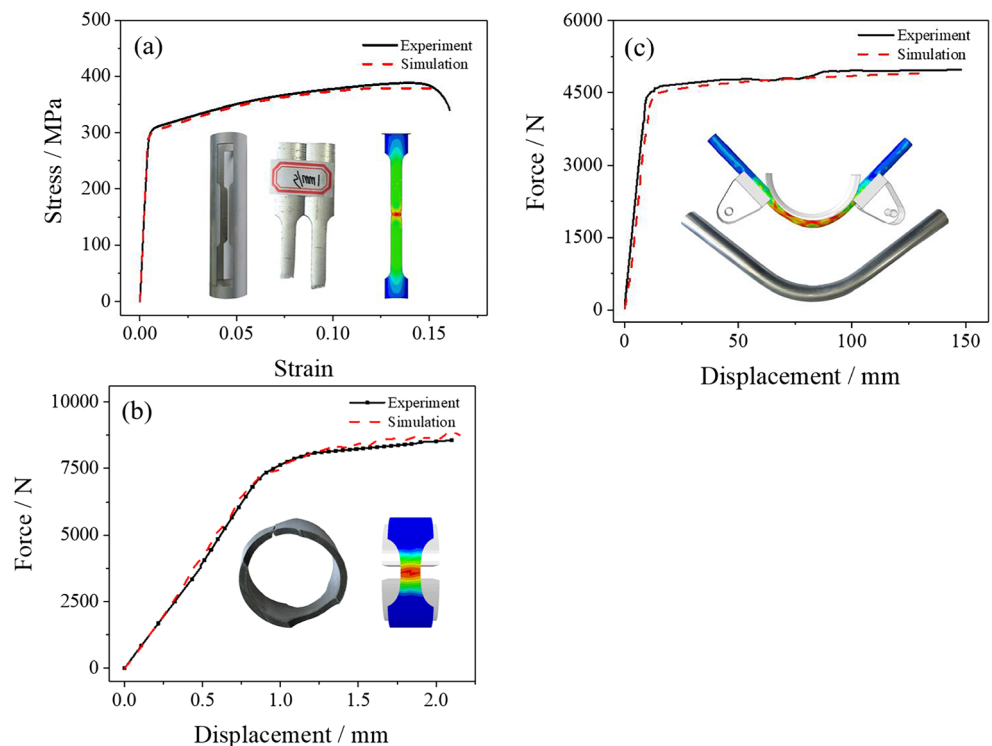 (a)
Experiment
Simulation
500
400
300
200
100
0
Stress / MPa
1mm/s
0.00 0.05 0.10 0.15
Strain
(c)
Experiment
Simulation
6000
4500
3000
1500
0
Force / N
0 50 100 150
Displacement / mm
(b)
Experiment
Simulation
10000
7500
5000
2500
0
Force / N
0.0 0.5 1.0 1.5 2.0
Displacement / mm